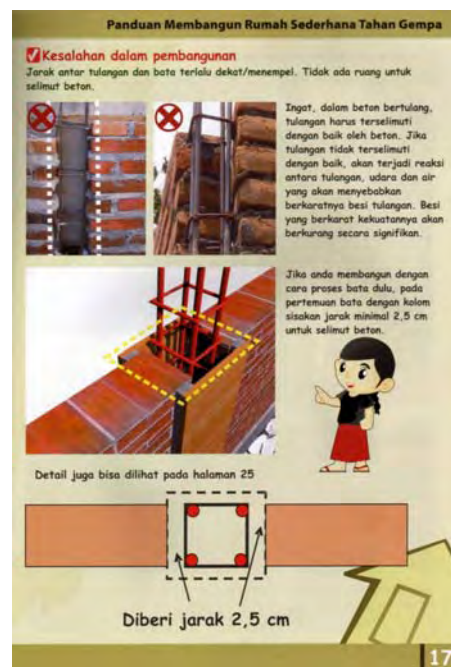 Panduan Membangun Rumah Sederhana Tahan Gempa
Kesalahan dalam pembangunan
Jarak antar tulangan dan bata terlalu dekat/menempel. Tidak ada ruang untuk
selimut beton.
Ingat, dalam beton bertulang,
tulangan harus terselimuti
dengan baik oleh beton. Jika
tulangan tidak terselimuti
dengan baik, akan terjadi reaksi
antara tulangan, udara dan air
yang akan menyebabkan
berkaratnya besi tulangan. Besi
yang berkarat kekuatannya akan
berkurang secara signifikan.
Jika anda membangun dengan
cara proses bata dulu, pada
pertemuan bata dengan kolom
sisakan jarak minimal 2,5 cm
untuk selimut beton.
Detail juga bisa dilihat pada halaman 25
Diberi jarak 2,5 cm
17